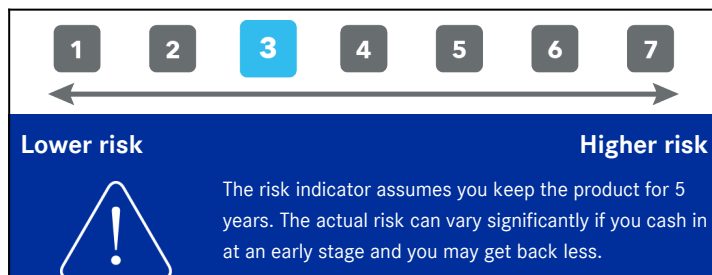 1 2 3 4 5 6 7
Lower risk Higher risk
!
The risk indicator assumes you keep the product for 5
years. The actual risk can vary significantly if you cash in
at an early stage and you may get back less.